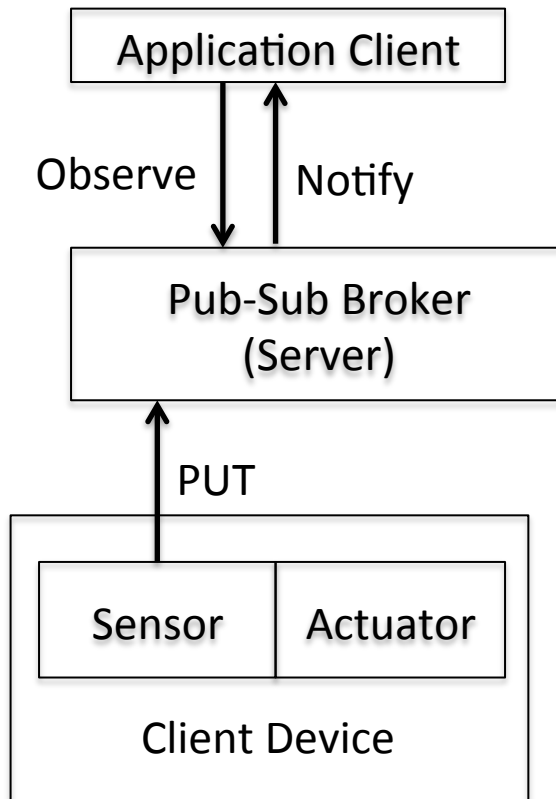 Application Client
Observe
Notify
Pub-Sub Broker
(Server)
PUT
Sensor
Actuator
Client Device